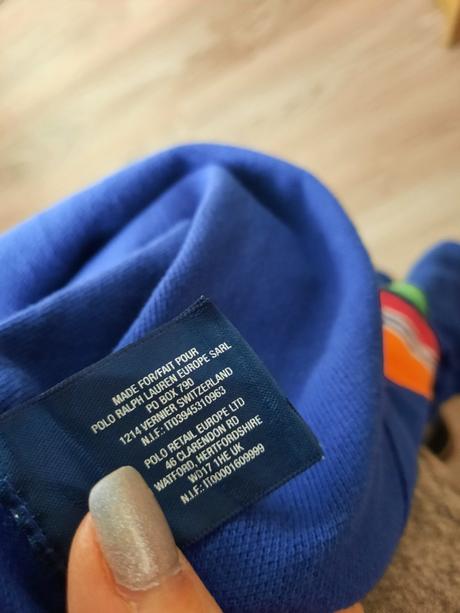 MADE FOR/FAIT POUR
POLO RALPH LAUREN EUROPE SARL
PO BOX 790
1214 VERNIER SWITZERLAND
N.I.F.: IT03945310963
POLO RETAIL EUROPE LTD
46 CLARENDON RD
WATFORD, HERTFORDSHIRE
WD17 1HE UK
N.I.F.: IT00001609999